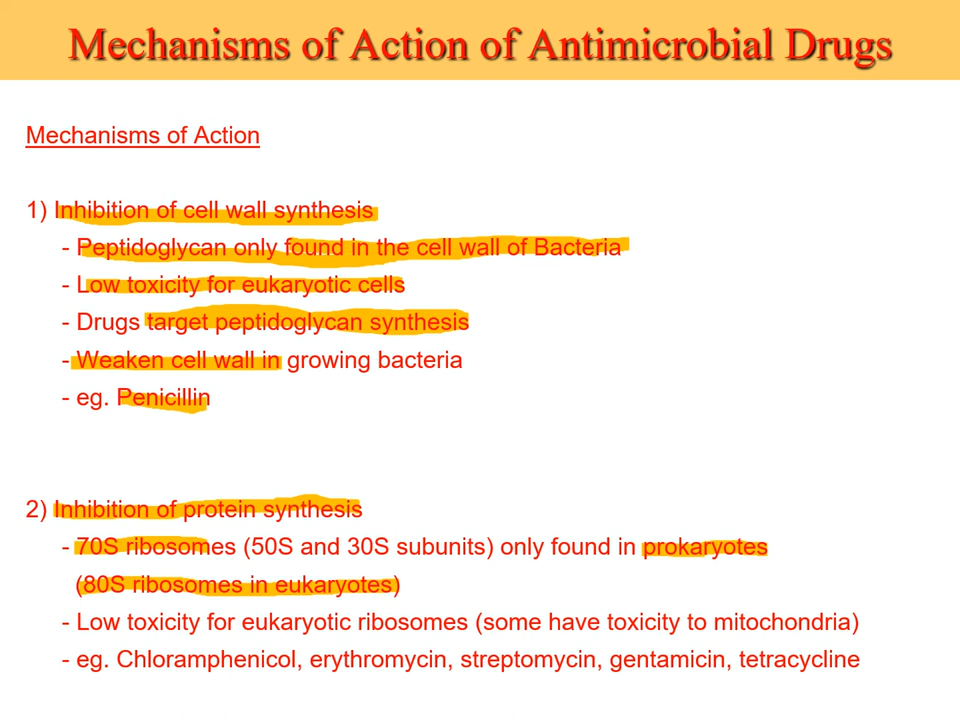 Mechanisms of Action of Antimicrobial Drugs
Mechanisms of Action
1) Inhibition of cell wall synthesis
- Peptidoglycan only found in the cell wall of Bacteria
- Low toxicity for eukaryotic cells
- Drugs target peptidoglycan synthesis
- Weaken cell wall in growing bacteria
- eg. Penicillin
2) Inhibition of protein synthesis
- 70S ribosomes (50S and 30S subunits) only found in prokaryotes
(80S ribosomes in eukaryotes)
- Low toxicity for eukaryotic ribosomes (some have toxicity to mitochondria)
- eg. Chloramphenicol, erythromycin, streptomycin, gentamicin, tetracycline